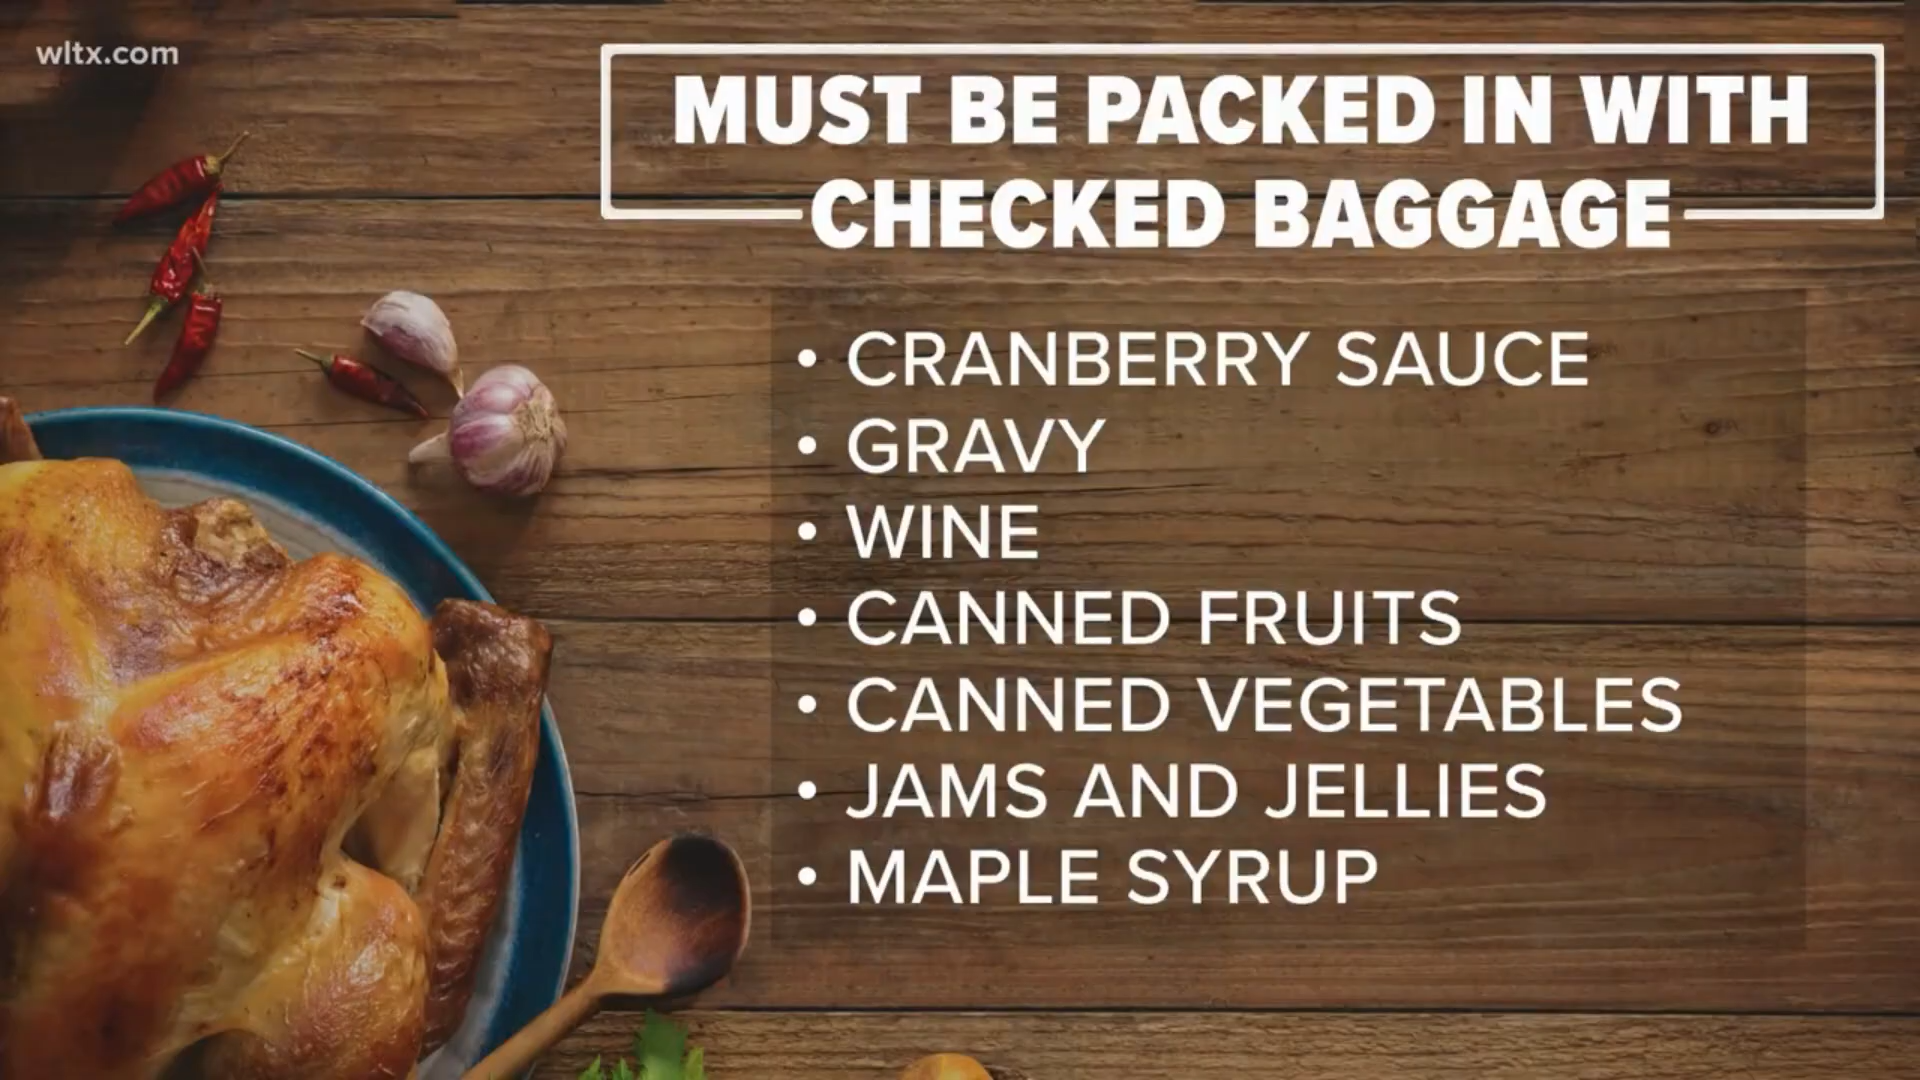 wltx.com
MUST BE PACKED IN WITH
CHECKED BAGGAGE
• CRANBERRY SAUCE
• GRAVY
• WINE
• CANNED FRUITS
• CANNED VEGETABLES
• JAMS AND JELLIES
• MAPLE SYRUP